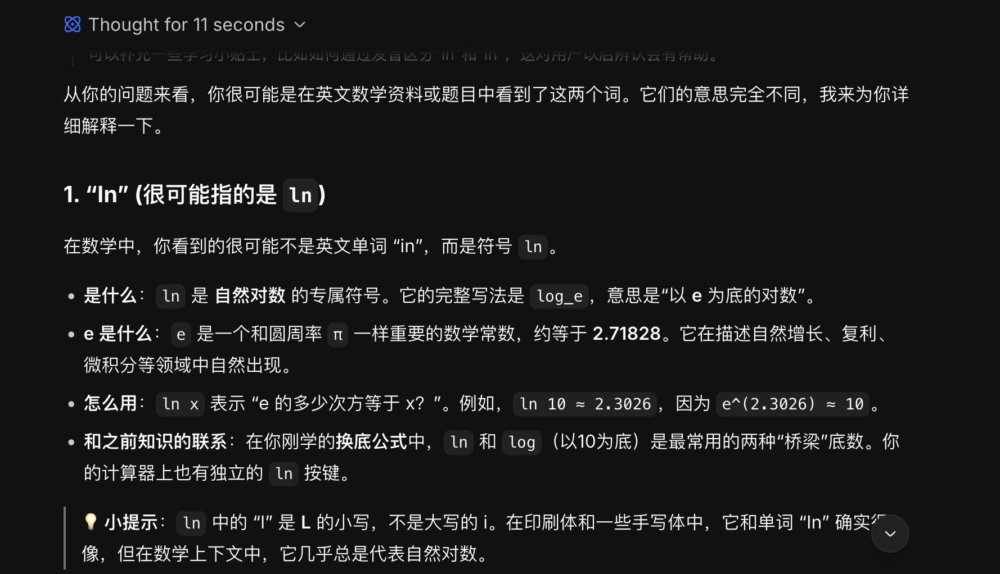 Thought for 11 seconds
可以补充一些学习小贴士，比如如何通过发音区分“in”和“ln”，这对用户以后辨认会有帮助。
从你的问题来看，你很可能是在英文数学资料或题目中看到了这两个词。它们的意思完全不同，我来为你详
细解释一下。
1. “In” (很可能指的是 ln)
在数学中，你看到的很可能不是英文单词 “in”，而是符号 ln。
• 是什么：ln 是 自然对数 的专属符号。它的完整写法是 log_e，意思是“以 e 为底的对数”。
• e 是什么：e 是一个和圆周率 π 一样重要的数学常数，约等于 2.71828。它在描述自然增长、复利、
微积分等领域中自然出现。
• 怎么用：ln x 表示 “e 的多少次方等于 x？”。例如，ln 10 ≈ 2.3026，因为 e^(2.3026) ≈ 10。
• 和之前知识的联系：在你刚学的换底公式中，ln 和 log（以10为底）是最常用的两种“桥梁”底数。你
的计算器上也有独立的 ln 按键。
💡 小提示：ln 中的 “l” 是 L 的小写，不是大写的 i。在印刷体和一些手写体中，它和单词 “In” 确实很
像，但在数学上下文中，它几乎总是代表自然对数。